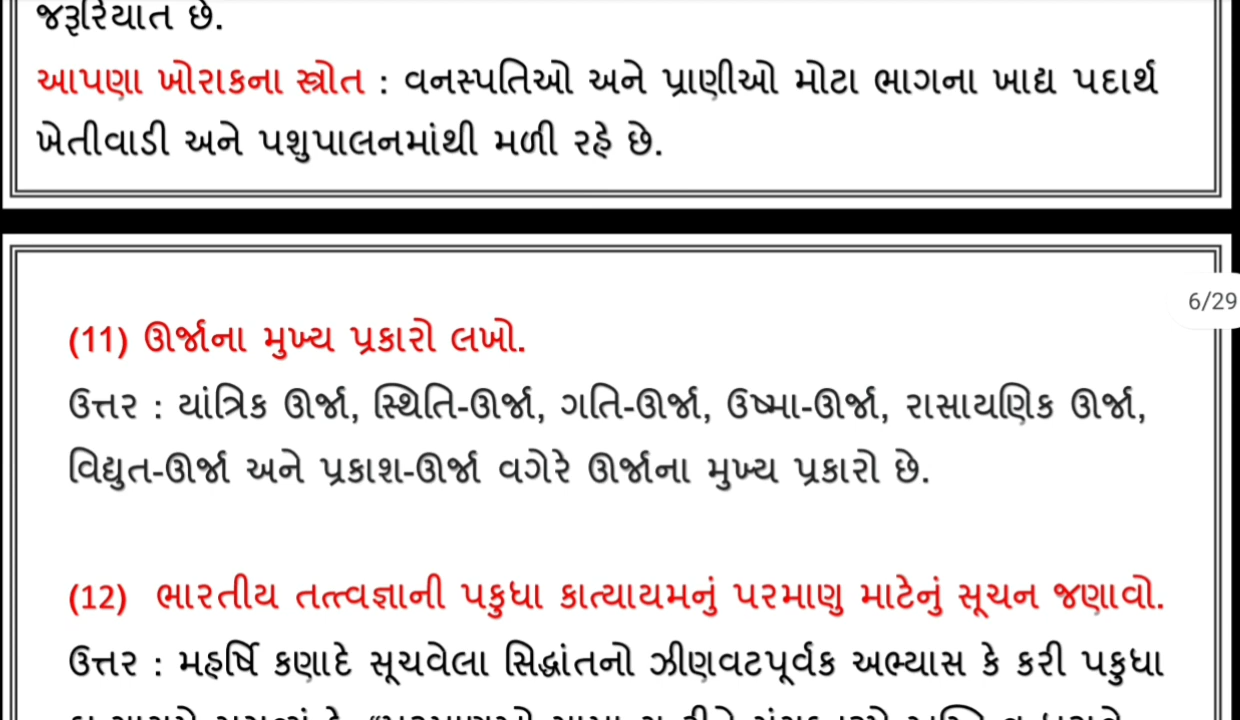 જરૂરિયાત છે.
આપણા ખોરાકના સ્ત્રોત : વનસ્પતિઓ અને પ્રાણીઓ મોટા ભાગના ખાદ્ય પદાર્થ
ખેતીવાડી અને પશુપાલનમાંથી મળી રહે છે.
6/29
(11) ઊર્જાના મુખ્ય પ્રકારો લખો.
ઉત્તર : યાંત્રિક ઊર્જા, સ્થિતિ-ઊર્જા, ગતિ-ઊર્જા, ઉષ્મા-ઊર્જા, રાસાયણિક ઊર્જા,
વિદ્યુત-ઊર્જા અને પ્રકાશ-ઊર્જા વગેરે ઊર્જાના મુખ્ય પ્રકારો છે.
(12) ભારતીય તત્ત્વજ્ઞાની પકુધા કાત્યાયમનું પરમાણુ માટેનું સૂચન જણાવો.
ઉત્તર : મહર્ષિ કણાદે સૂચવેલા સિદ્ધાંતનો ઝીણવટપૂર્વક અભ્યાસ કે કરી પકુધા